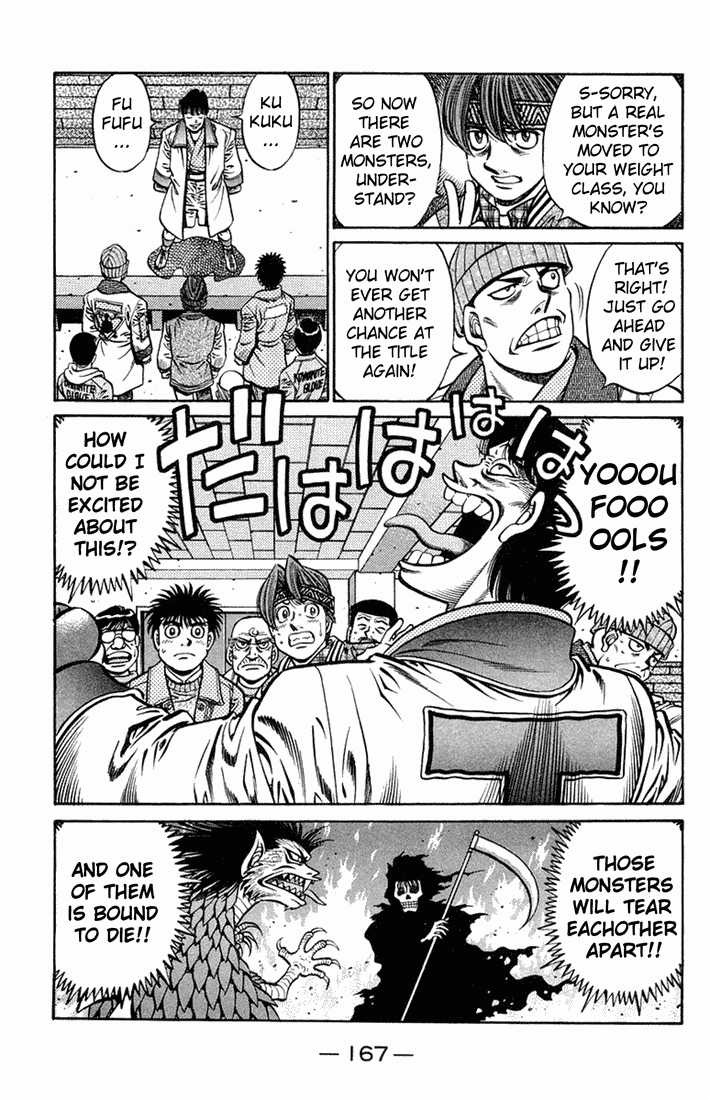 S-SORRY,
BUT A REAL
MONSTER'S
MOVED TO
YOUR WEIGHT
CLASS, YOU
KNOW?
SO NOW
THERE
ARE TWO
MONSTERS,
UNDER-
STAND?
KU
KUKU
...
FU
FUFU
...
THAT'S
RIGHT!
JUST GO
AHEAD AND
GIVE
IT UP!
YOU WON'T
EVER GET
ANOTHER
CHANCE AT
THE TITLE
AGAIN!
YOOOU
FOOO
OOLS
!!
だはははははは
HOW
COULD I
NOT BE
EXCITED
ABOUT
THIS!?
THOSE
MONSTERS
WILL TEAR
EACHOTHER
APART!!
AND ONE
OF THEM
IS BOUND
TO DIE!!
— 167 —